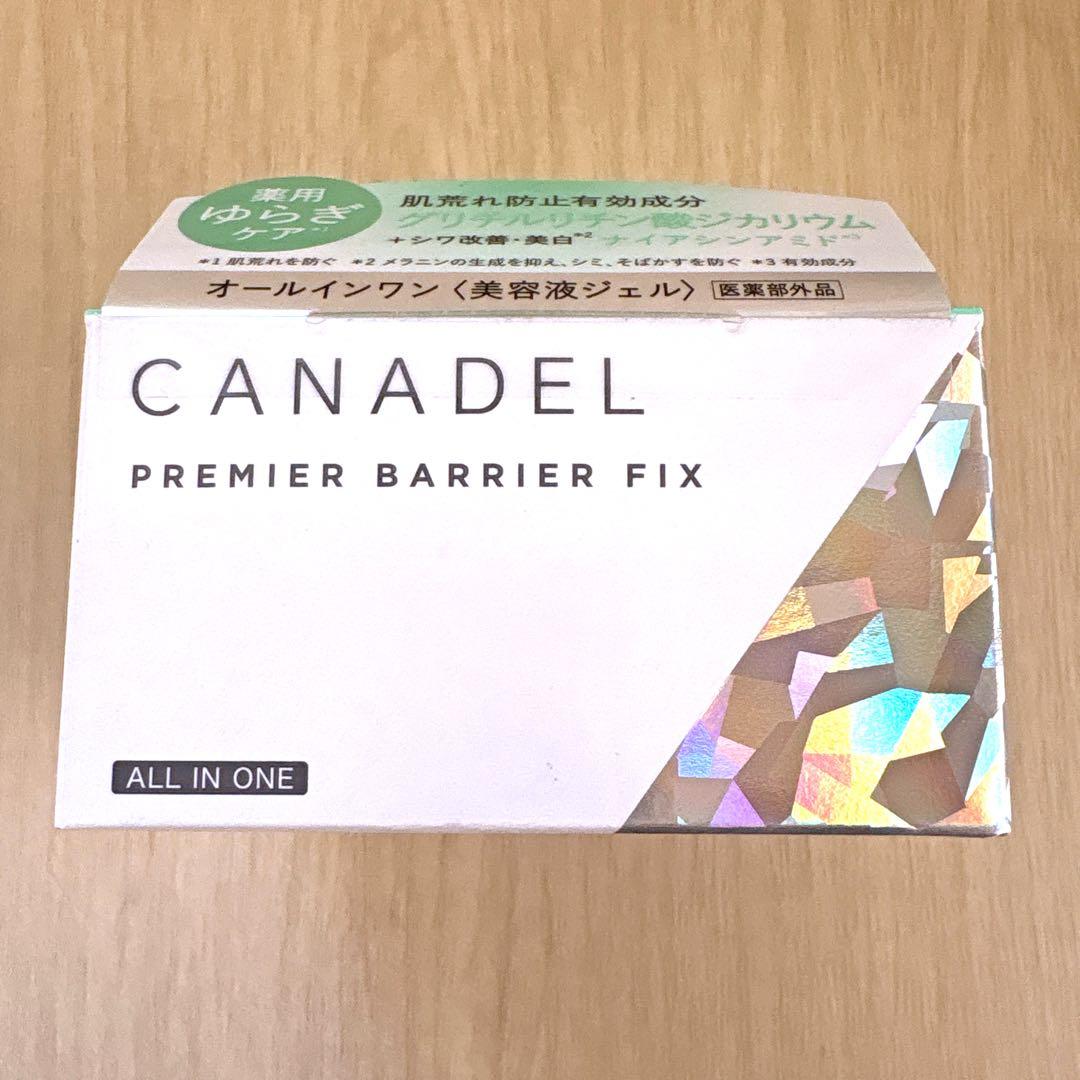 薬用
ゆらぎ
ケア*1
肌荒れ防止有効成分
グリチルリチン酸ジカリウム
+シワ改善・美白*2 ナイアシンアミド*3
*1 肌荒れを防ぐ *2 メラニンの生成を抑え、シミ、そばかすを防ぐ *3 有効成分
オールインワン〈美容液ジェル〉 医薬部外品
CANADEL
PREMIER BARRIER FIX
ALL IN ONE